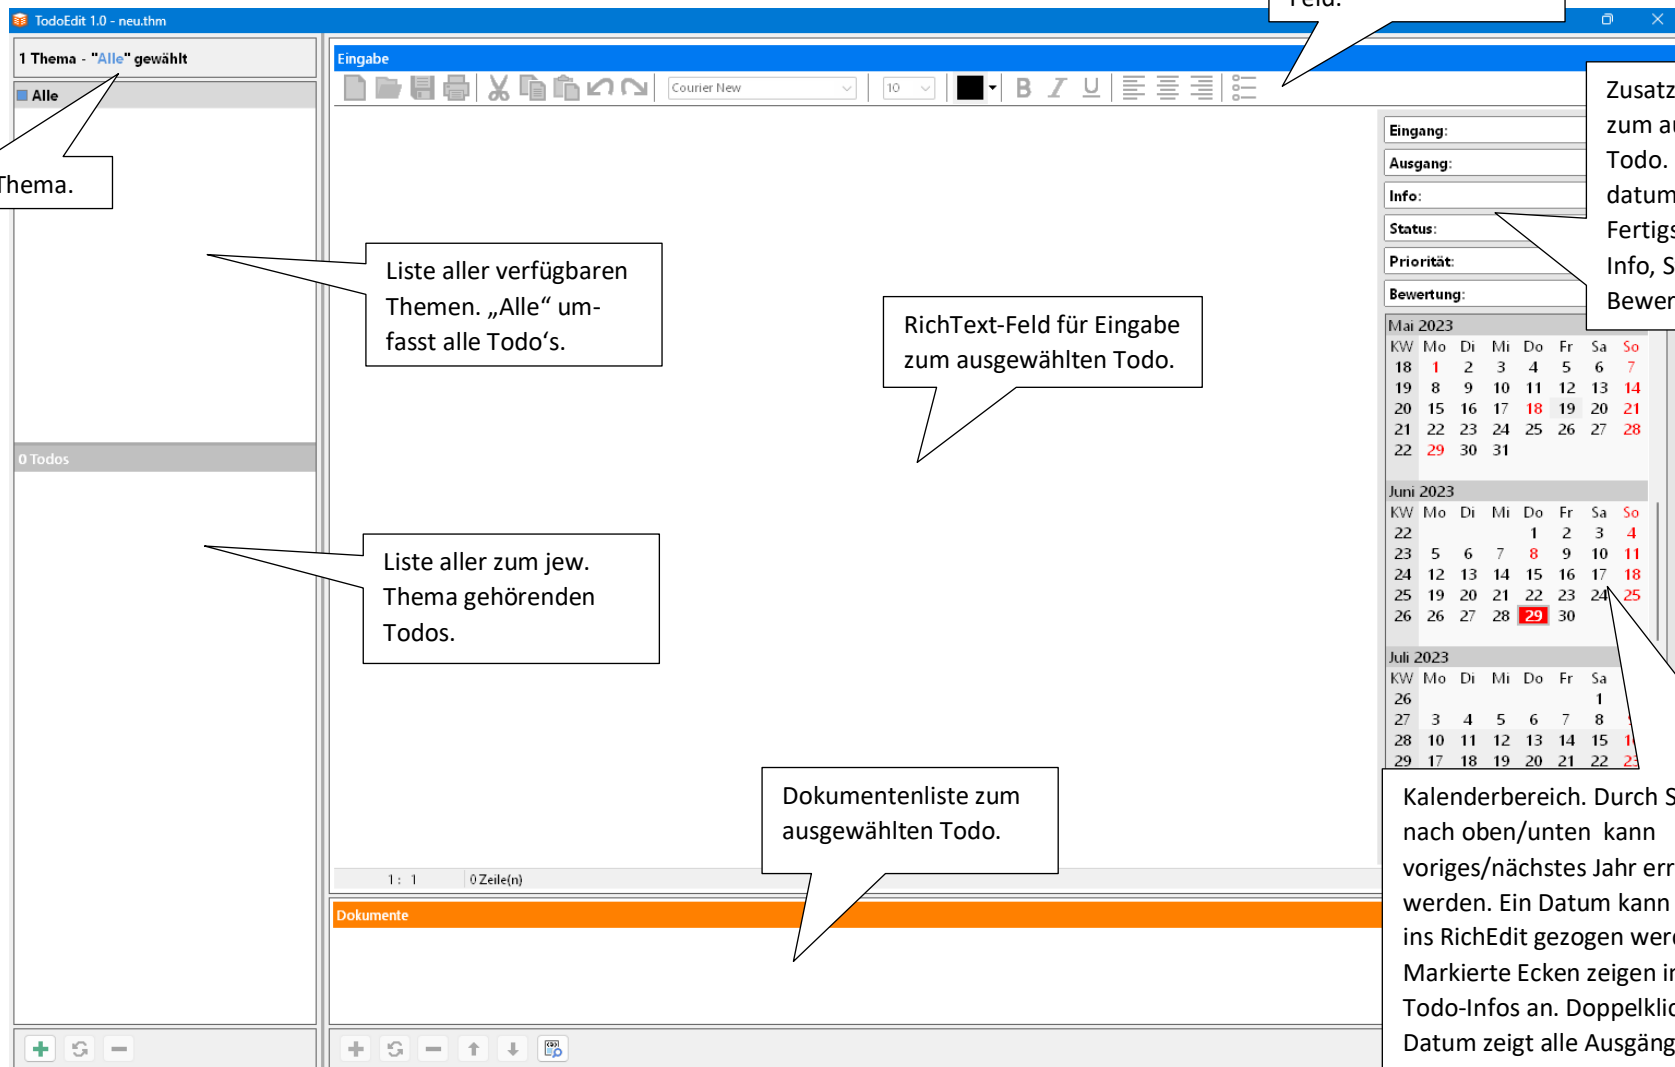 Feld.
TodoEdit 1.0 - neu.thm
1 Thema - "Alle" gewählt
Alle
Thema.
0 Todos
Eingabe
Courier New
10
B I U
Eingang:
Ausgang:
Info:
Status:
Priorität:
Bewertung:
Zusatz
zum
Todo.
datum
Info,
Liste aller verfügbaren
Themen. „Alle“ um-
fasst alle Todo‘s.
RichText-Feld für Eingabe
zum ausgewählten Todo.
Liste aller zum jew.
Thema gehörenden
Todos.
Dokumentenliste zum
ausgewählten Todo.
Mai 2023
KW Mo Di Mi Do Fr Sa So
18 1 2 3 4 5 6 7
19 8 9 10 11 12 13 14
20 15 16 17 18 19 20 21
21 22 23 24 25 26 27 28
22 29 30 31
Juni 2023
KW Mo Di Mi Do Fr Sa So
22 1 2 3 4
23 5 6 7 8 9 10 11
24 12 13 14 15 16 17 18
25 19 20 21 22 23 24 25
26 26 27 28 29 30
Juli 2023
KW Mo Di Mi Do Fr Sa
26 1
27 3 4 5 6 7 8
28 10 11 12 13 14 15
29 17 18 19 20 21 22 23
Kalenderbereich. Durch
nach oben/unten kann
voriges/nächstes Jahr
werden. Ein Datum kann
ins RichEdit gezogen
Markierte Ecken zeigen
Todo-Infos an.
Datum zeigt alle
1: 1 0 Zeile(n)
Dokumente